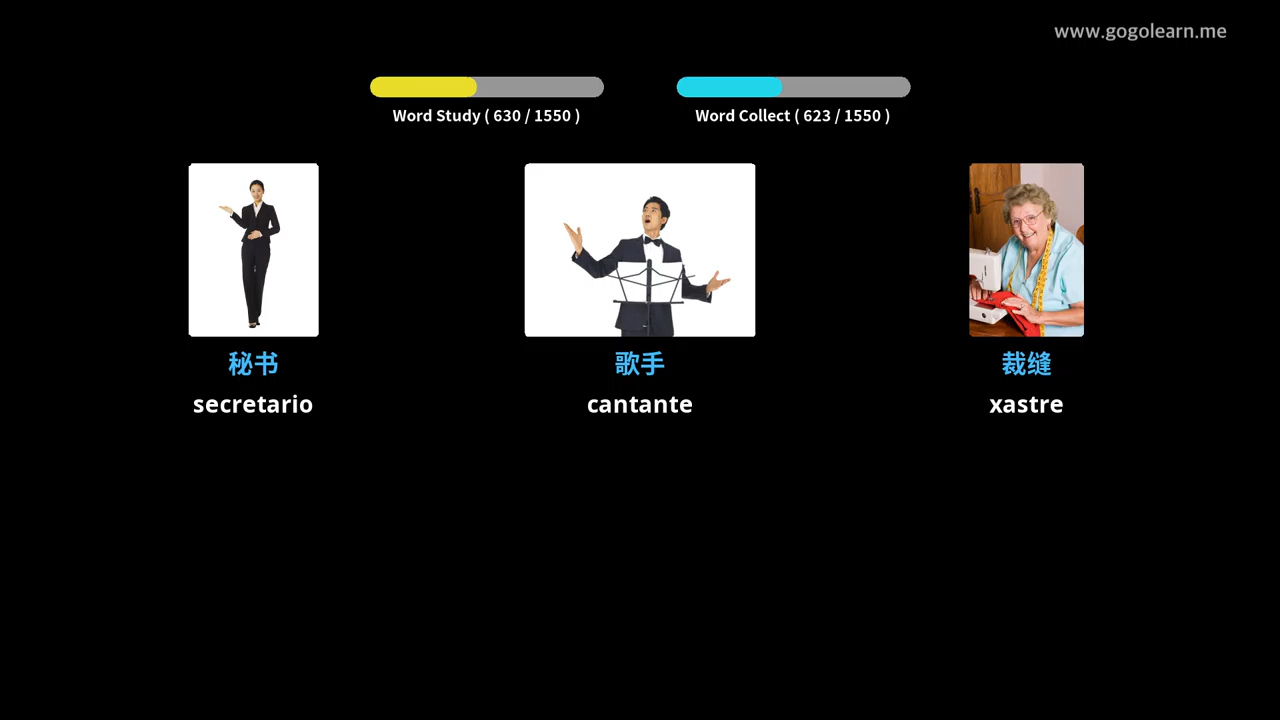 www.gogolearn.me
Word Study ( 630 / 1550 )
Word Collect ( 623 / 1550 )
秘书
歌手
裁缝
secretario
cantante
xastre